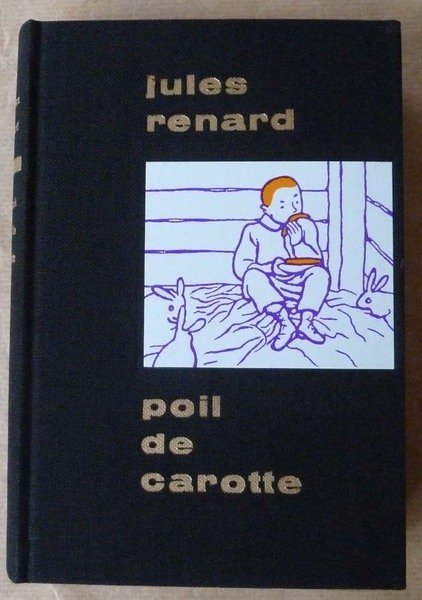 jules
renard
poil
de
carotte